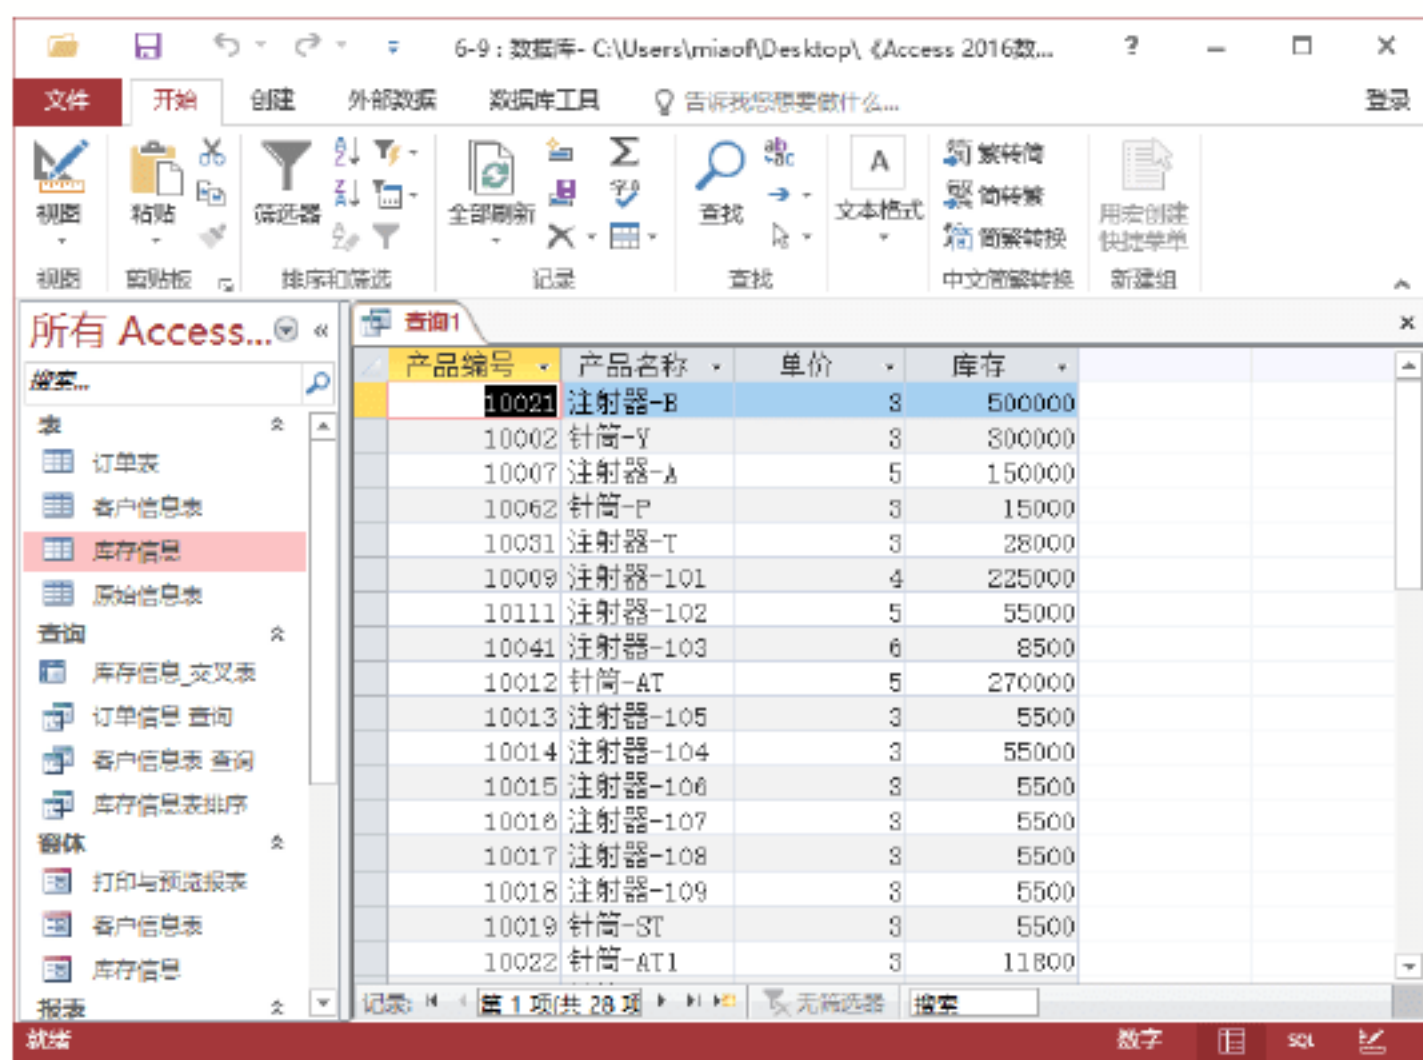 6-9 : 数据库- C:\Users\miaof\Desktop\《Access 2016数... ?
文件 开始 创建 外部数据 数据库工具 告诉我您想要做什么... 登录
视图 粘贴 筛选器 全部刷新 查找 文本格式 繁转简 简转繁 简繁转换 用宏创建快捷菜单
视图 剪贴板 排序和筛选 记录 查找 中文简繁转换 新建组
所有 Access...
搜索...
表
订单表
客户信息表
库存信息
原始信息表
查询
库存信息_交叉表
订单信息 查询
客户信息表 查询
库存信息表排序
窗体
打印与预览报表
客户信息表
库存信息
报表
查询1
产品编号 产品名称 单价 库存
10021 注射器-B 3 500000
10002 针筒-Y 3 300000
10007 注射器-A 5 150000
10062 针筒-P 3 15000
10031 注射器-T 3 28000
10009 注射器-101 4 225000
10111 注射器-102 5 55000
10041 注射器-103 6 8500
10012 针筒-AT 5 270000
10013 注射器-105 3 5500
10014 注射器-104 3 55000
10015 注射器-106 3 5500
10016 注射器-107 3 5500
10017 注射器-108 3 5500
10018 注射器-109 3 5500
10019 针筒-ST 3 5500
10022 针筒-AT1 3 11800
记录: 第 1 项(共 28 项 无筛选器 搜索
就绪 数字 SQL